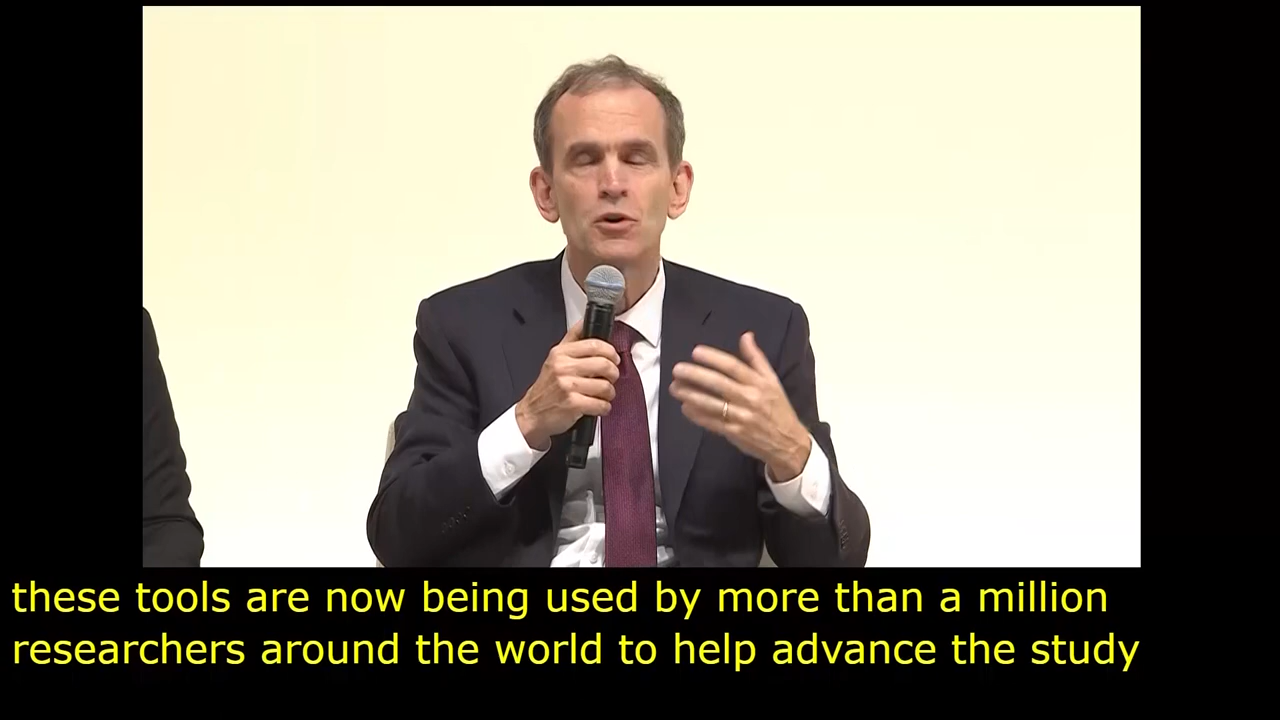 these tools are now being used by more than a million
researchers around the world to help advance the study